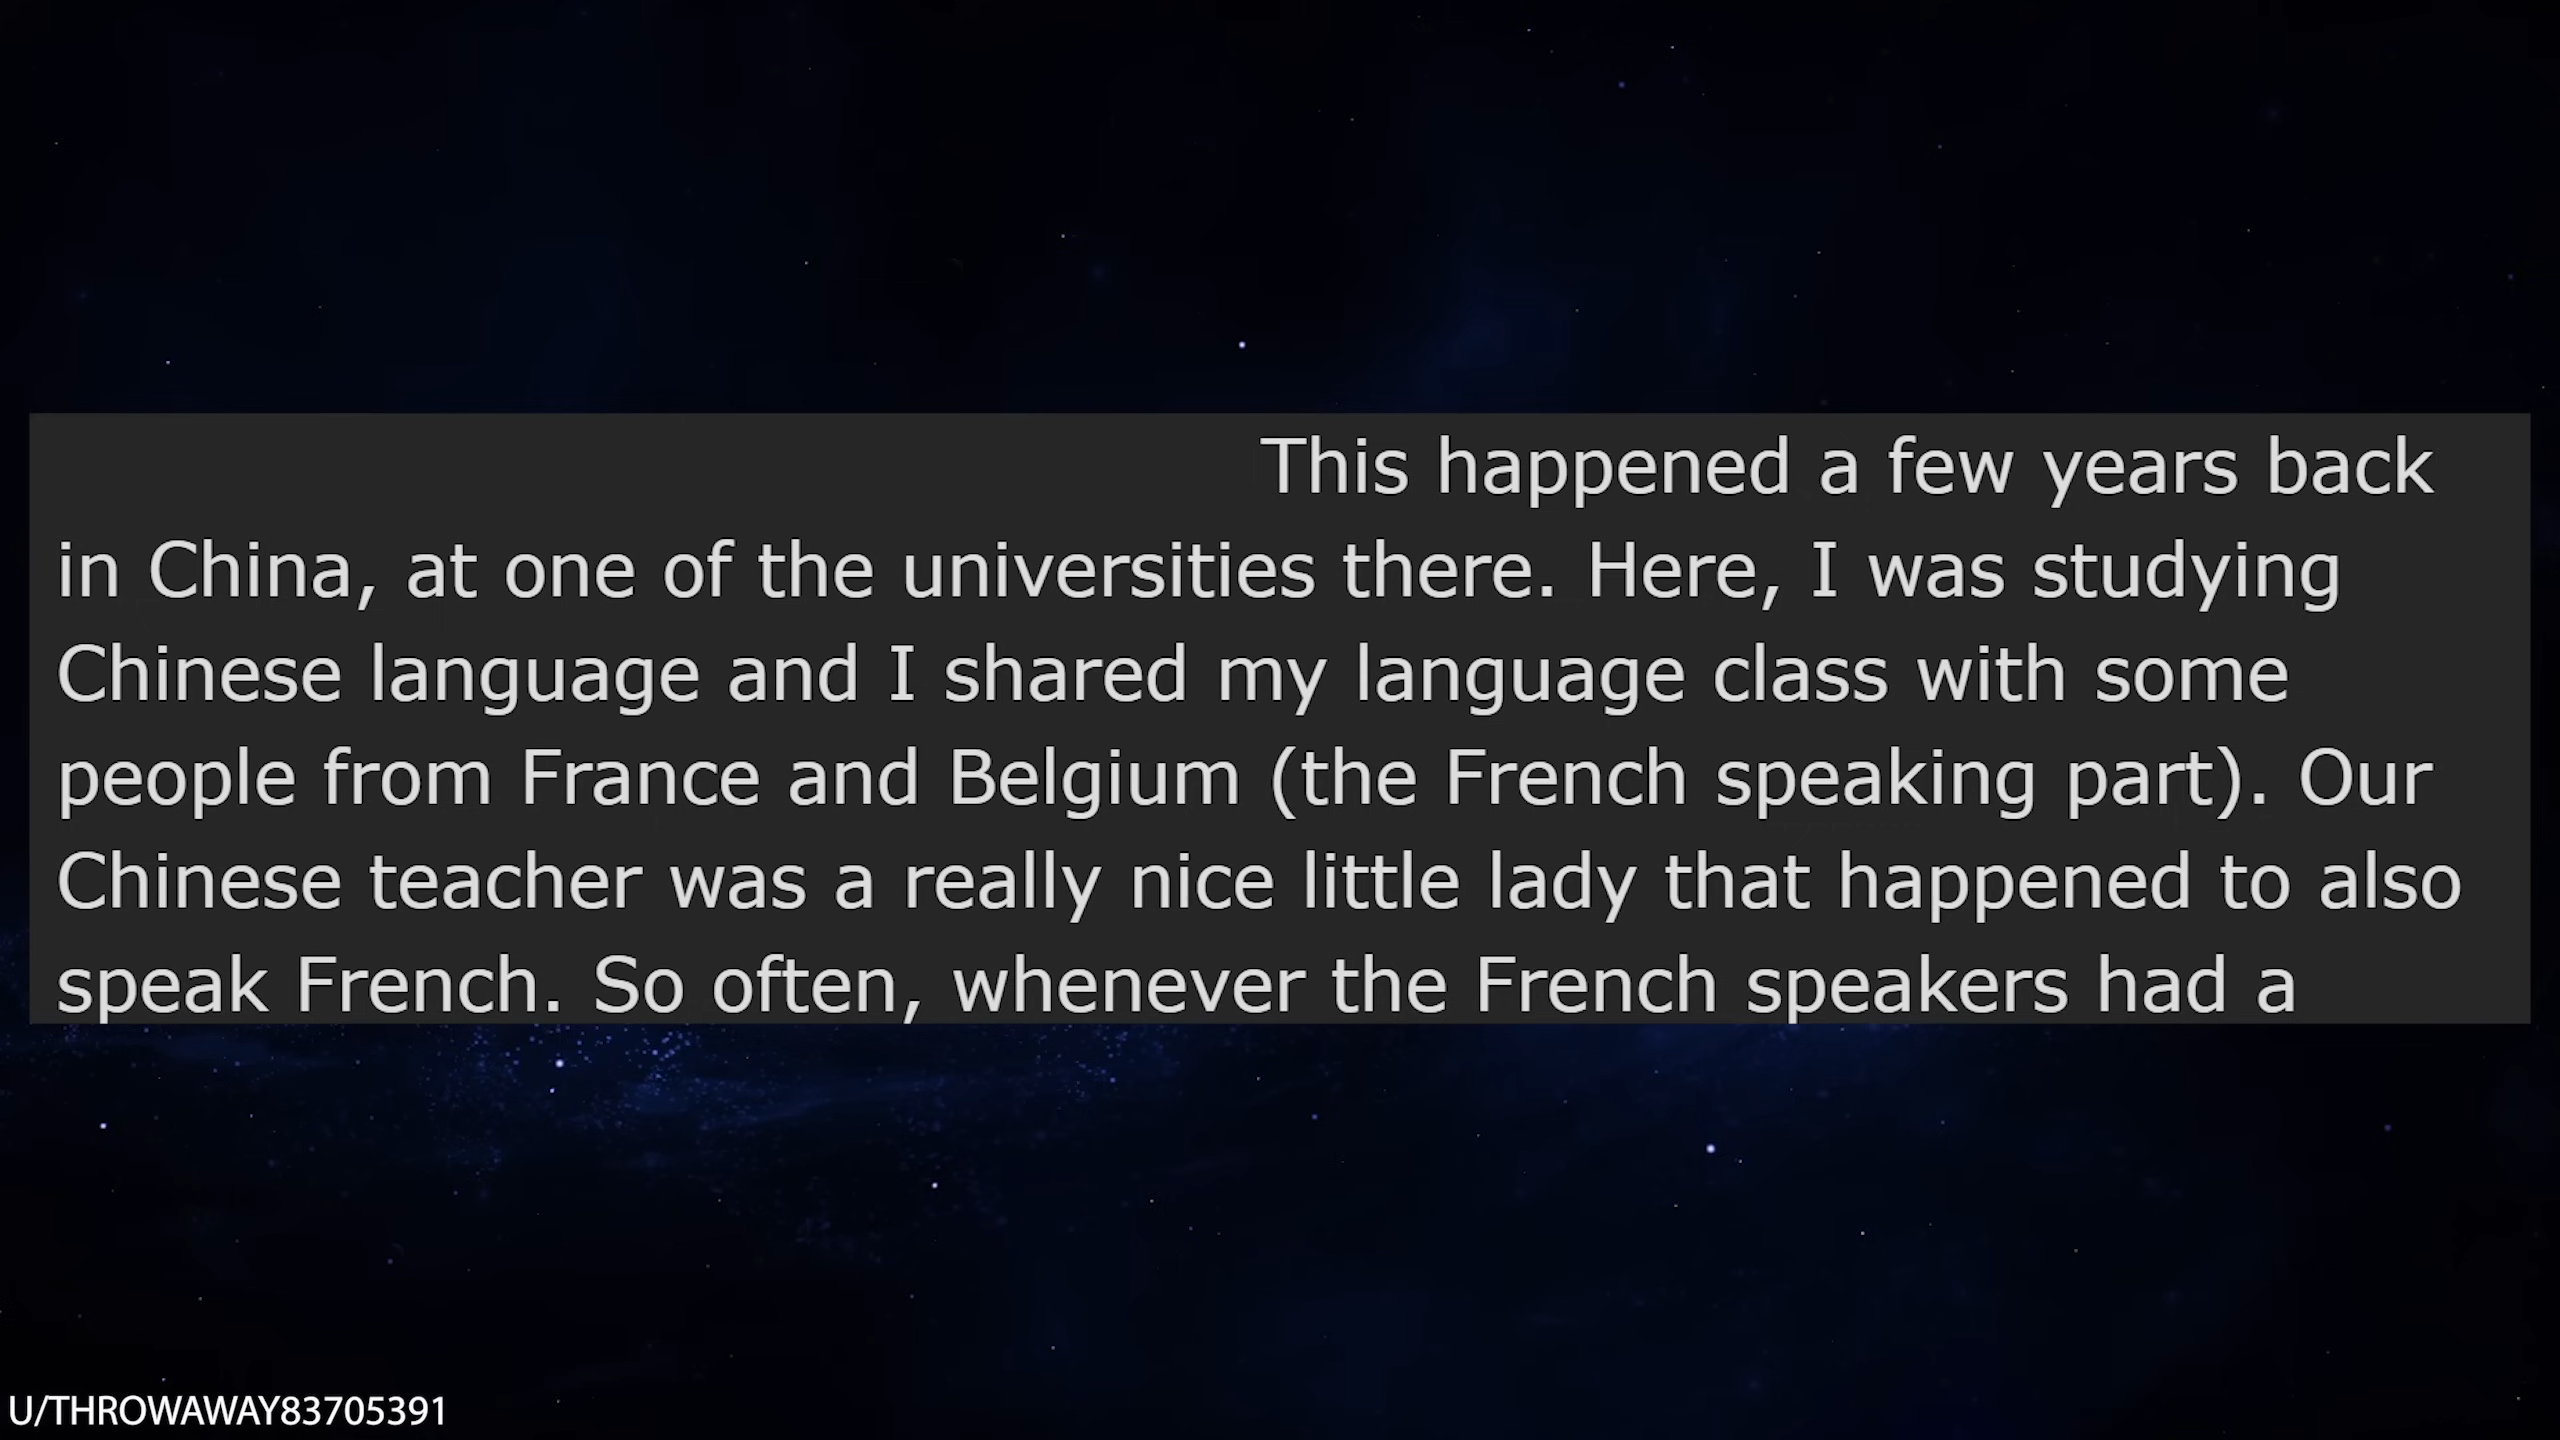 This happened a few years back
in China, at one of the universities there. Here, I was studying
Chinese language and I shared my language class with some
people from France and Belgium (the French speaking part). Our
Chinese teacher was a really nice little lady that happened to also
speak French. So often, whenever the French speakers had a
U/THROWAWAY83705391